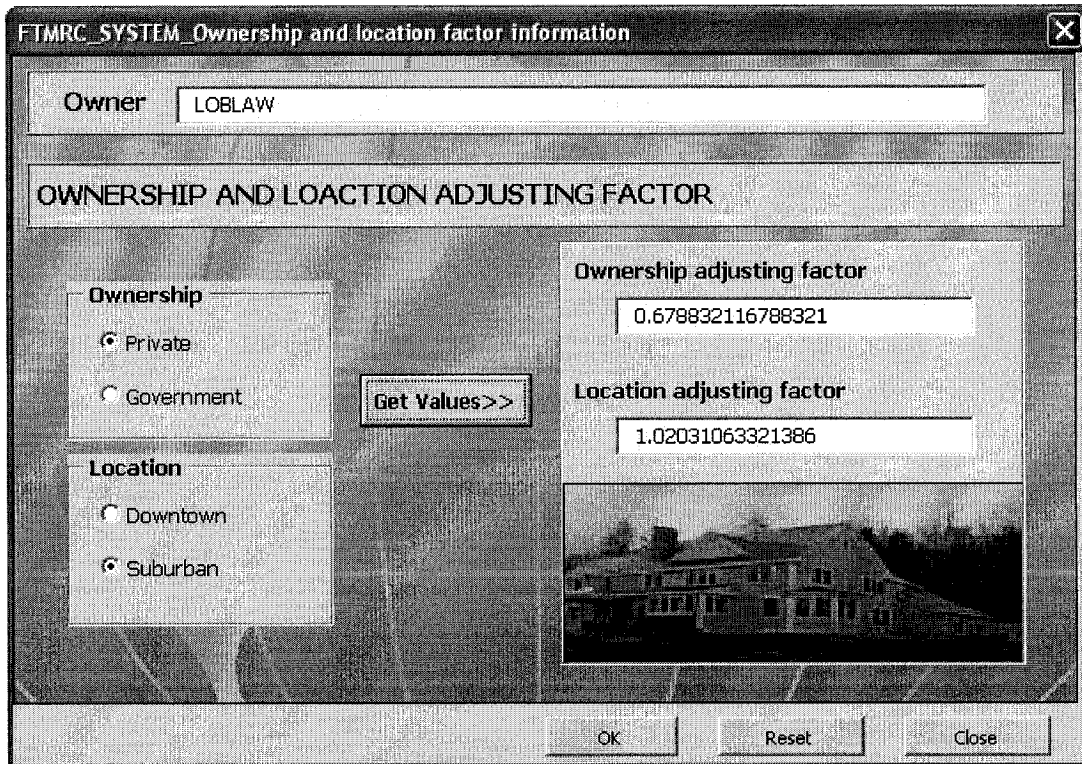 FTMRC_SYSTEM_Ownership and location factor information
Owner
LOBLAW
OWNERSHIP AND LOACTION ADJUSTING FACTOR
Ownership
Private
Government
Location
Downtown
Suburban
Get Values>>
Ownership adjusting factor
0.678832116788321
Location adjusting factor
1.02031063321386
OK
Reset
Close